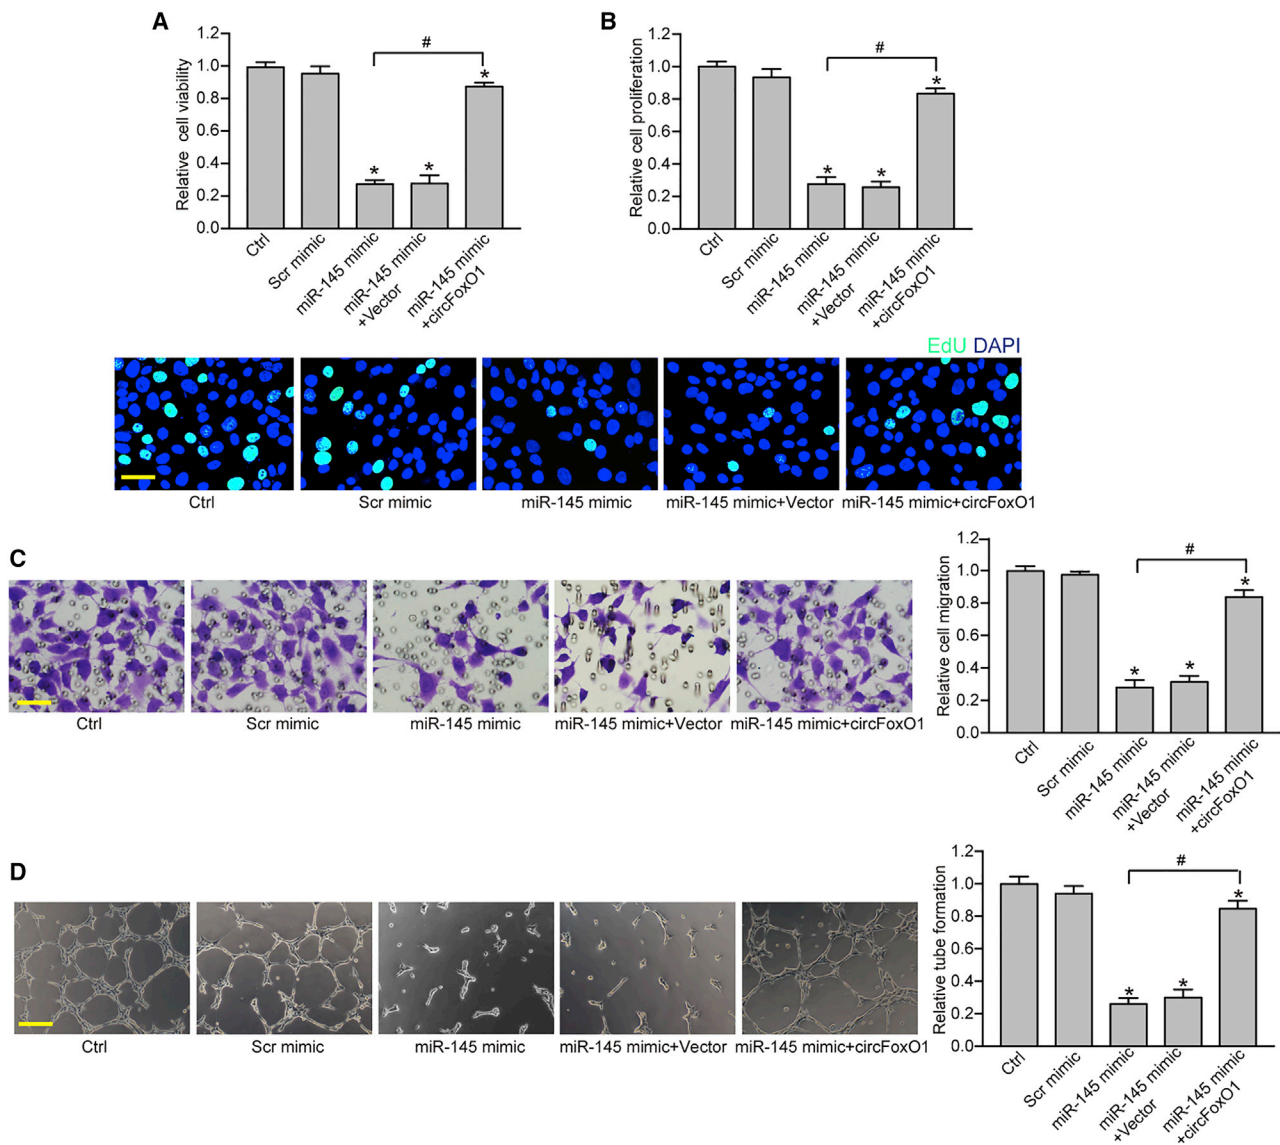 A
Relative cell viability
1.2
1.0
0.8
0.6
0.4
0.2
0.0
#
*
*
*
Ctrl
Scr mimic
miR-145 mimic
miR-145 mimic
+Vector
miR-145 mimic
+circFoxO1
B
Relative cell proliferation
1.2
1.0
0.8
0.6
0.4
0.2
0.0
#
*
*
*
Ctrl
Scr mimic
miR-145 mimic
miR-145 mimic
+Vector
miR-145 mimic
+circFoxO1
EdU DAPI
Ctrl
Scr mimic
miR-145 mimic
miR-145 mimic+Vector
miR-145 mimic+circFoxO1
C
Ctrl
Scr mimic
miR-145 mimic
miR-145 mimic+Vector
miR-145 mimic+circFoxO1
Relative cell migration
1.2
1.0
0.8
0.6
0.4
0.2
0.0
#
*
*
*
Ctrl
Scr mimic
miR-145 mimic
miR-145 mimic
+Vector
miR-145 mimic
+circFoxO1
D
Ctrl
Scr mimic
miR-145 mimic
miR-145 mimic+Vector
miR-145 mimic+circFoxO1
Relative tube formation
1.2
1.0
0.8
0.6
0.4
0.2
0.0
#
*
*
*
Ctrl
Scr mimic
miR-145 mimic
miR-145 mimic
+Vector
miR-145 mimic
+circFoxO1